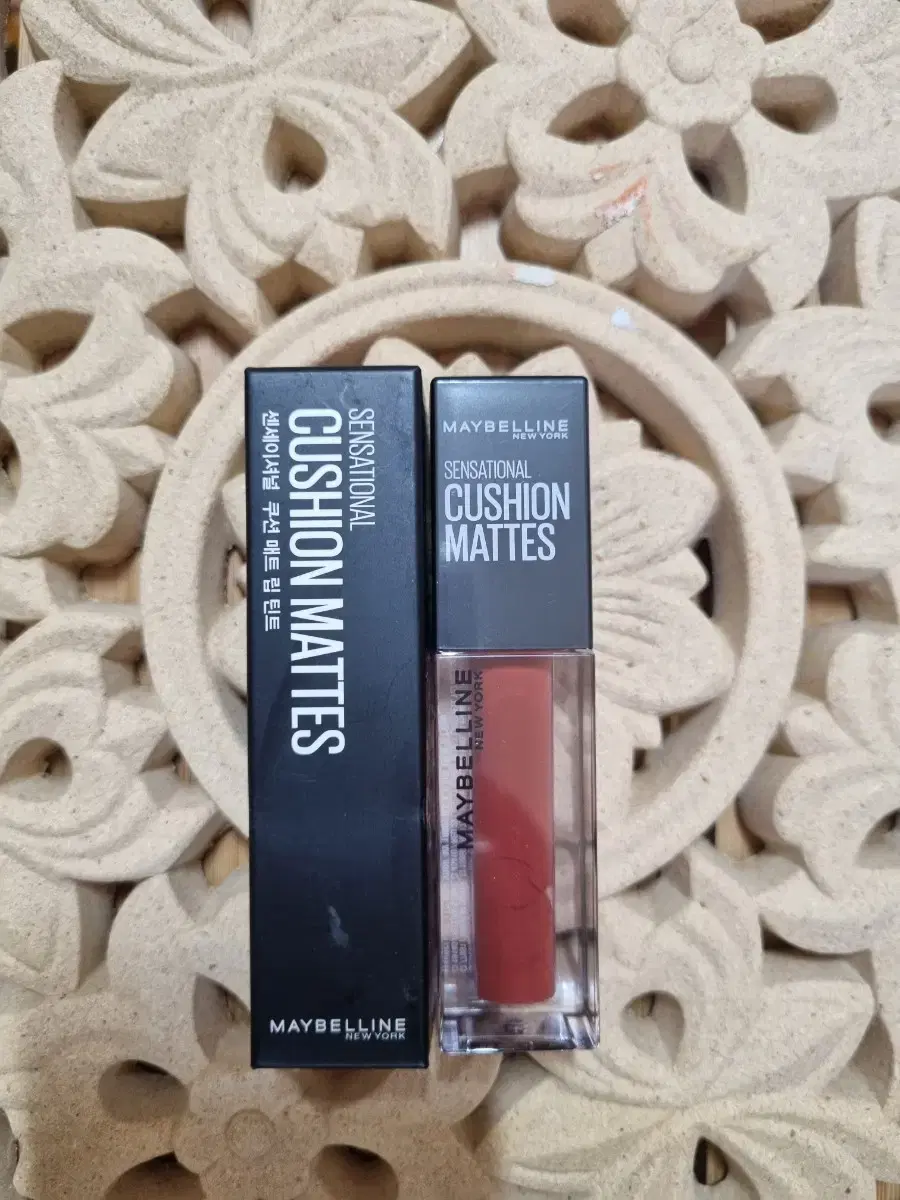 SENSATIONAL
CUSHION MATTES
센세이셔널 쿠션 매트 립 틴트
MAYBELLINE
NEW YORK
MAYBELLINE
NEW YORK
SENSATIONAL
CUSHION
MATTES
MAYBELLINE
NEW YORK